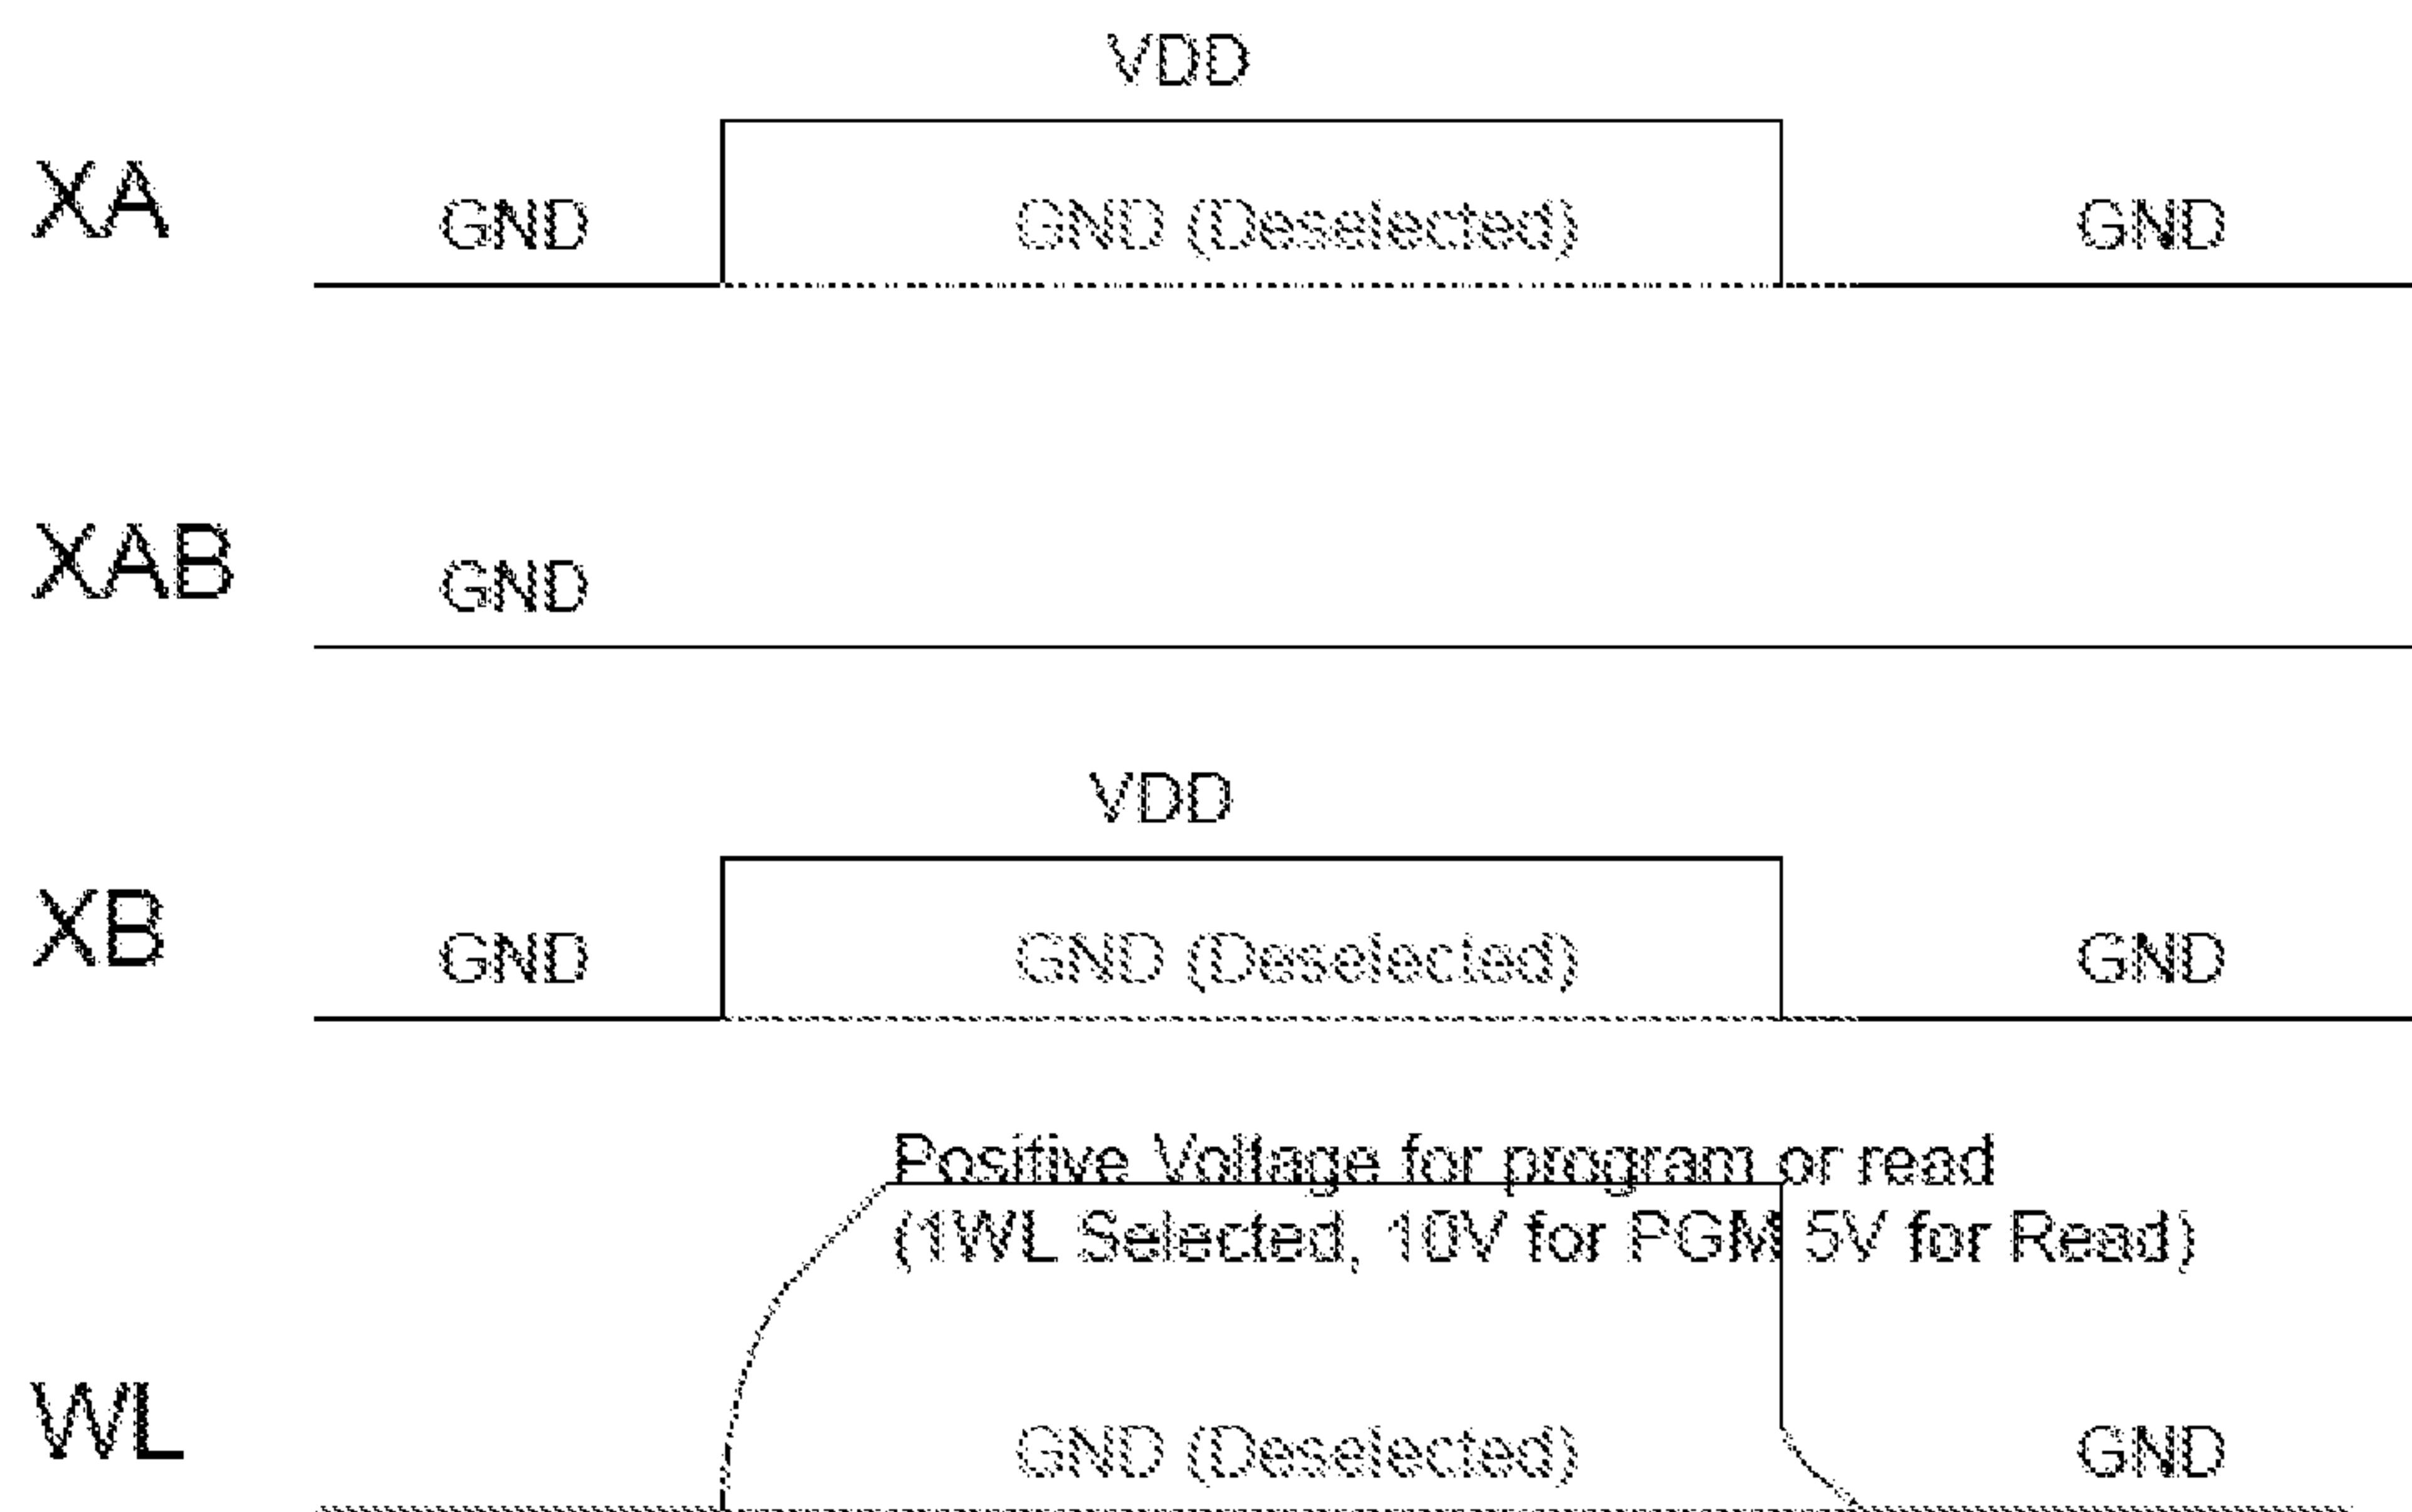 VDD
XA
GND
GND (Deselected)
GND
XAB
GND
VDD
XB
GND
GND (Deselected)
GND
Positive Voltage for program or read
(1WL Selected, 10V for PGM 5V for Read)
WL
GND (Deselected)
GND